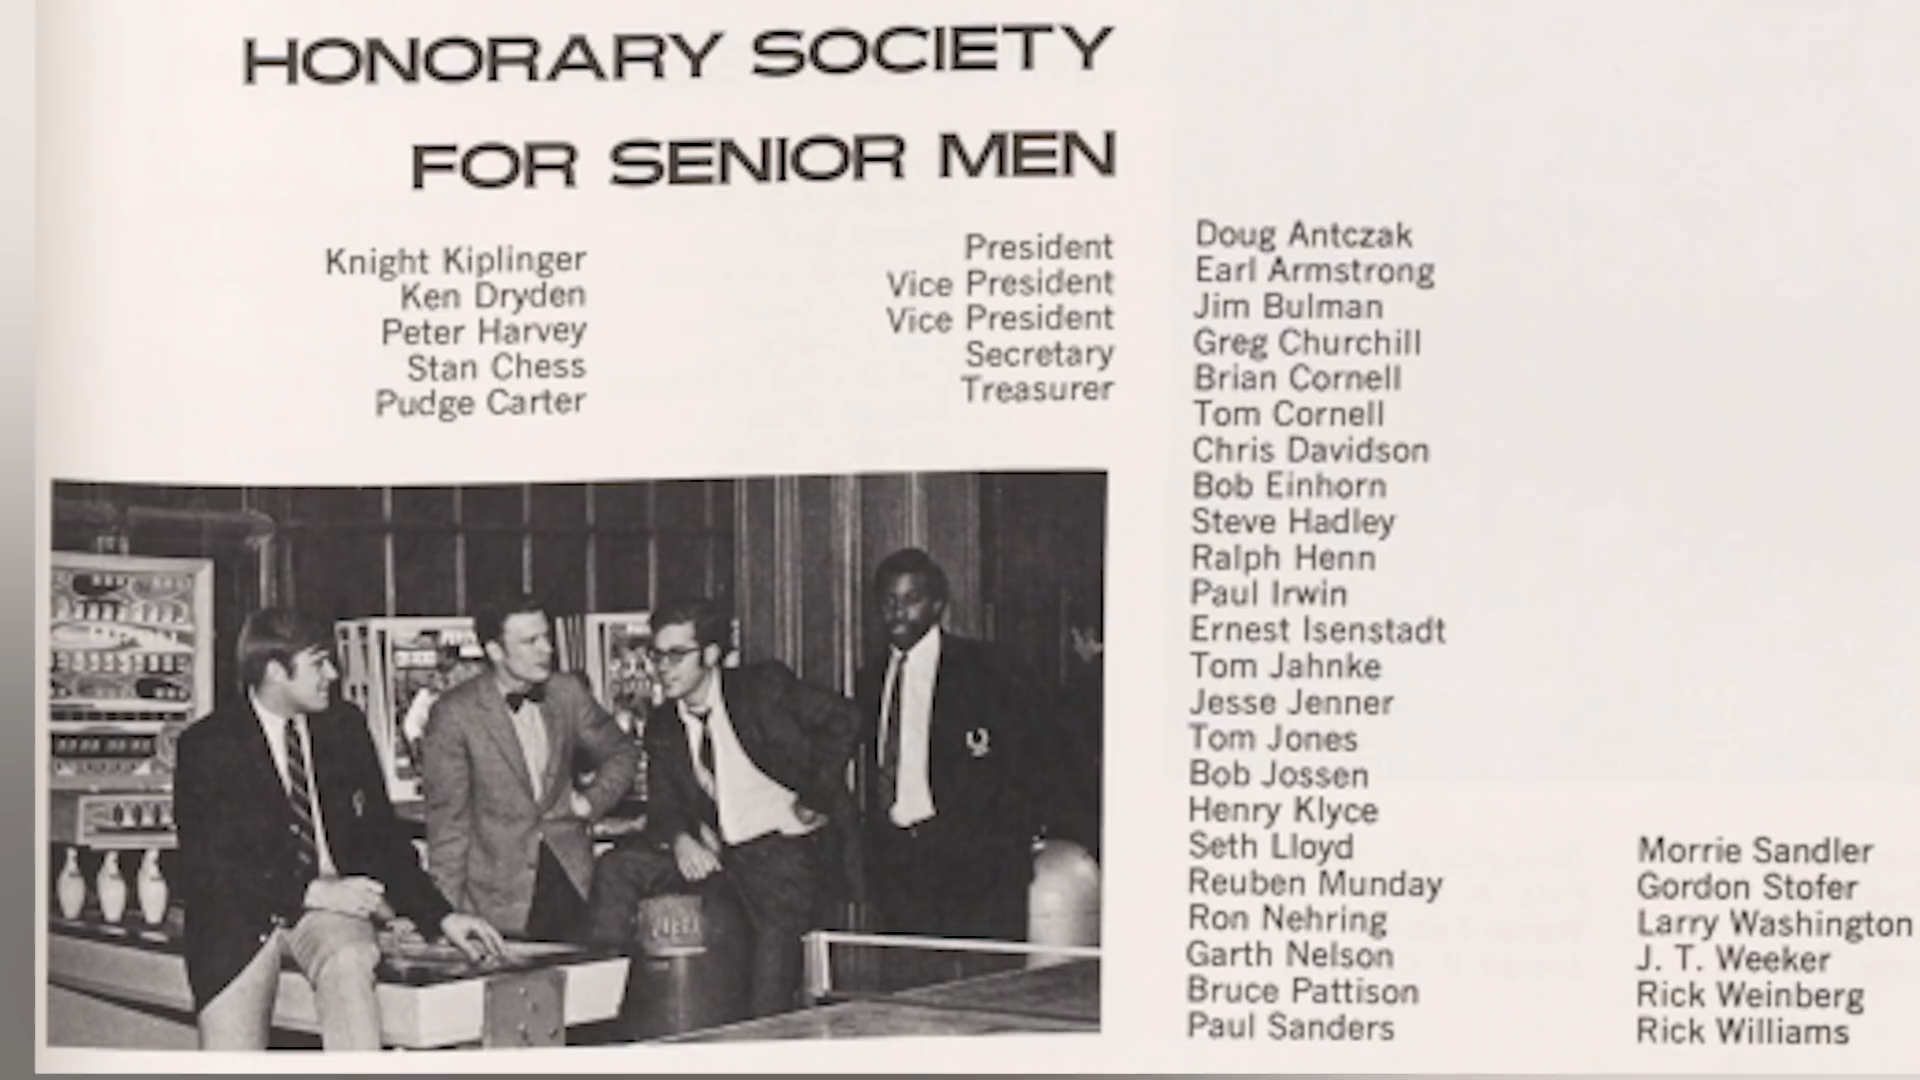 HONORARY SOCIETY
FOR SENIOR MEN
Knight Kiplinger President
Ken Dryden Vice President
Peter Harvey Vice President
Stan Chess Secretary
Pudge Carter Treasurer
Doug Antczak
Earl Armstrong
Jim Bulman
Greg Churchill
Brian Cornell
Tom Cornell
Chris Davidson
Bob Einhorn
Steve Hadley
Ralph Henn
Paul Irwin
Ernest Isenstadt
Tom Jahnke
Jesse Jenner
Tom Jones
Bob Jossen
Henry Klyce
Seth Lloyd
Reuben Munday
Ron Nehring
Garth Nelson
Bruce Pattison
Paul Sanders
Morrie Sandler
Gordon Stofer
Larry Washington
J. T. Weeker
Rick Weinberg
Rick Williams